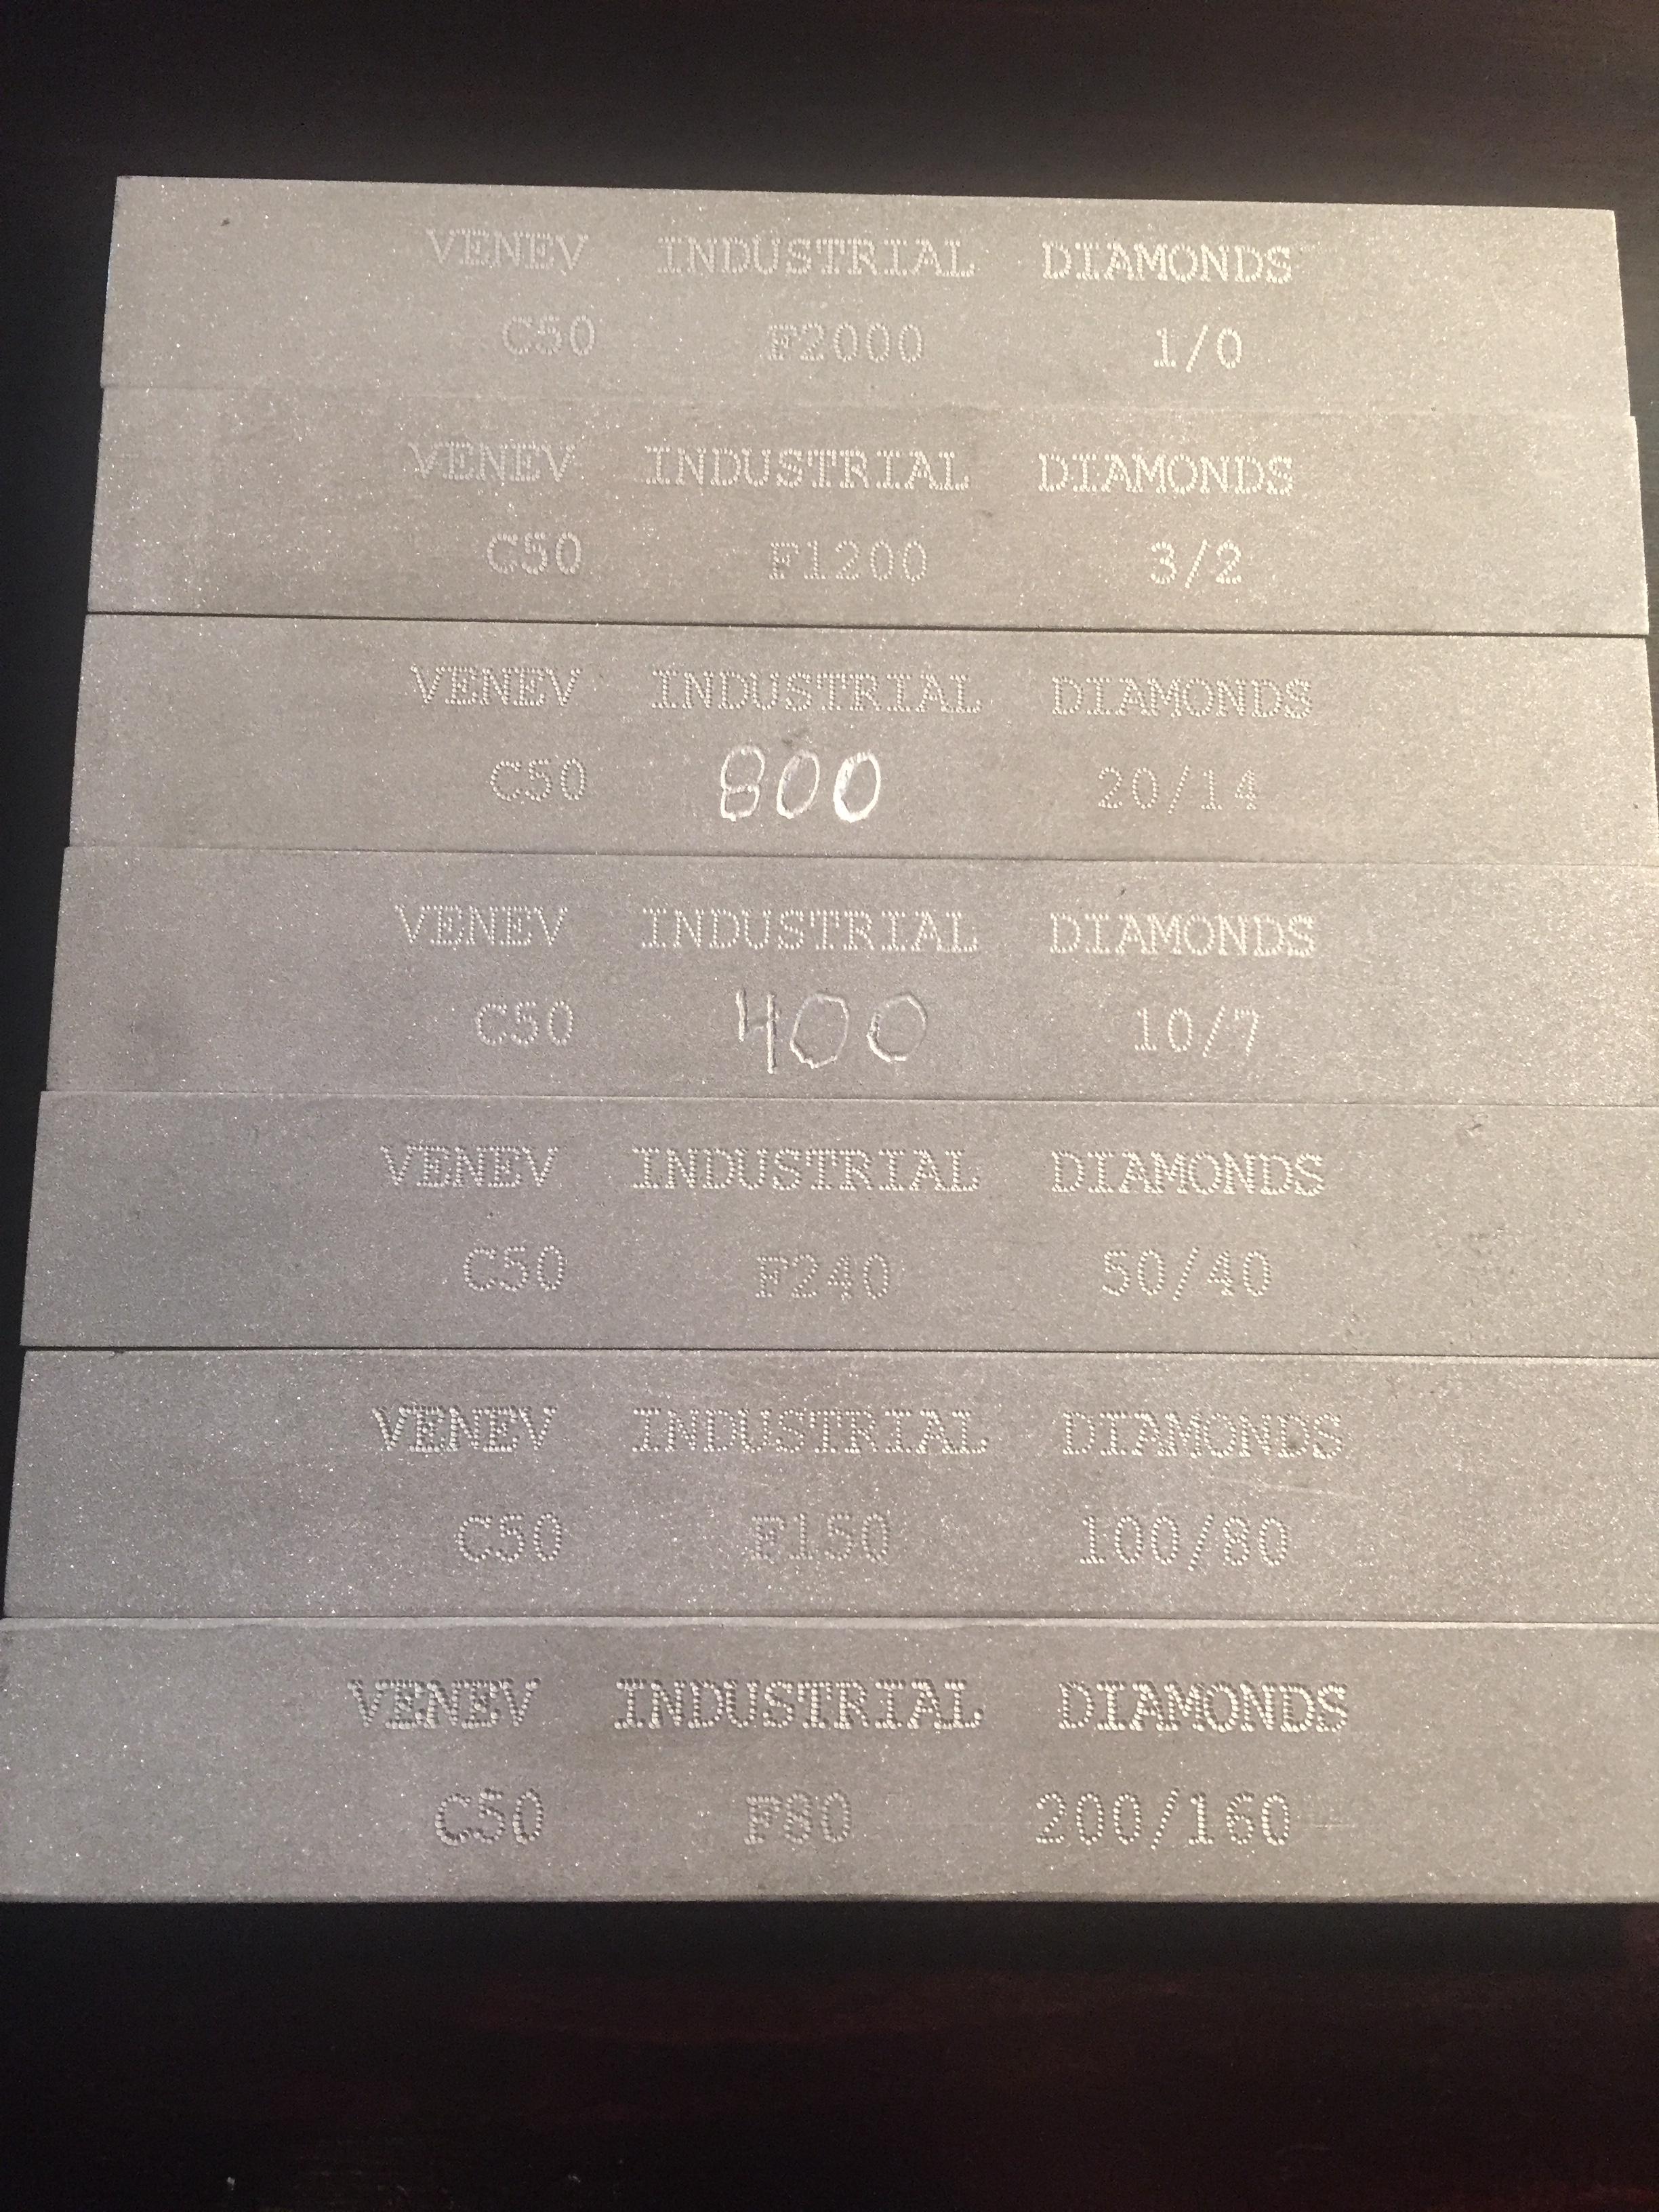 VENEV INDUSTRIAL DIAMONDS
C50 F2000 1/0
VENEV INDUSTRIAL DIAMONDS
C50 F1200 3/2
VENEV INDUSTRIAL DIAMONDS
C50 800 20/14
VENEV INDUSTRIAL DIAMONDS
C50 400 10/7
VENEV INDUSTRIAL DIAMONDS
C50 F240 50/40
VENEV INDUSTRIAL DIAMONDS
C50 F150 100/80
VENEV INDUSTRIAL DIAMONDS
C50 F80 200/160